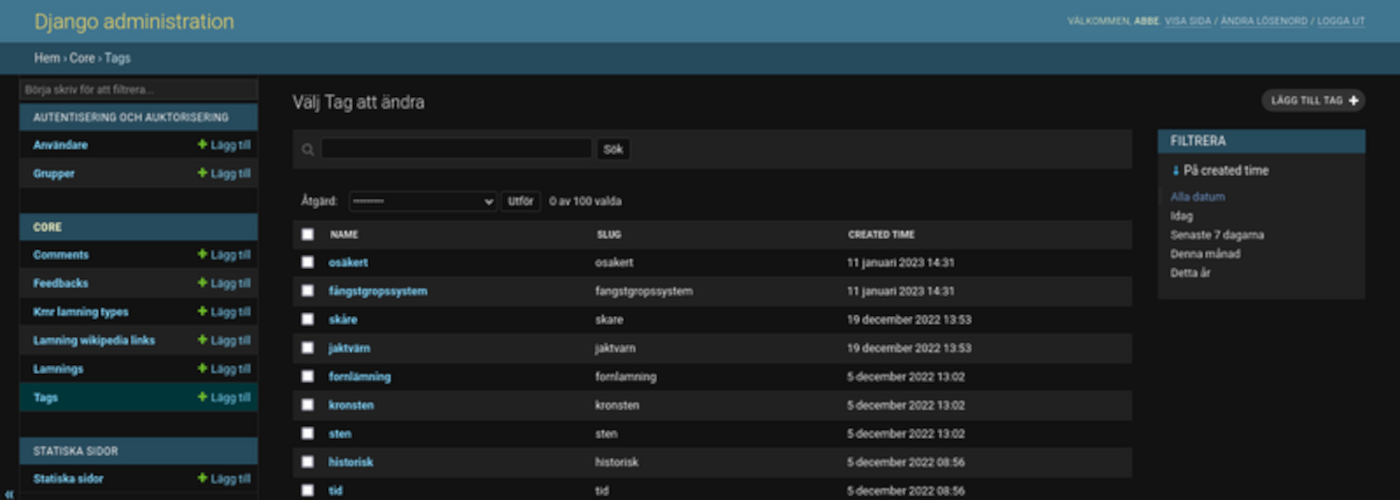 Django administration
VÄLKOMMEN, ABBE. VISA SIDA / ÄNDRA LÖSENORD / LOGGA UT
Hem › Core › Tags
Börja skriv för att filtrera...
AUTENTISERING OCH AUKTORISERING
Användare + Lägg till
Grupper + Lägg till
CORE
Comments + Lägg till
Feedbacks + Lägg till
Kmr lamning types + Lägg till
Lamning wikipedia links + Lägg till
Lamnings + Lägg till
Tags + Lägg till
STATISKA SIDOR
Statiska sidor + Lägg till
«
Välj Tag att ändra
LÄGG TILL TAG +
Sök
Åtgärd: --------- Utför 0 av 100 valda
NAME SLUG CREATED TIME
osäkert osakert 11 januari 2023 14:31
fångstgropssystem fangstgropssystem 11 januari 2023 14:31
skåre skare 19 december 2022 13:53
jaktvärn jaktvarn 19 december 2022 13:53
fornlämning fornlamning 5 december 2022 13:02
kronsten kronsten 5 december 2022 13:02
sten sten 5 december 2022 13:02
historisk historisk 5 december 2022 08:56
tid tid 5 december 2022 08:56
FILTRERA
↓ På created time
Alla datum
Idag
Senaste 7 dagarna
Denna månad
Detta år